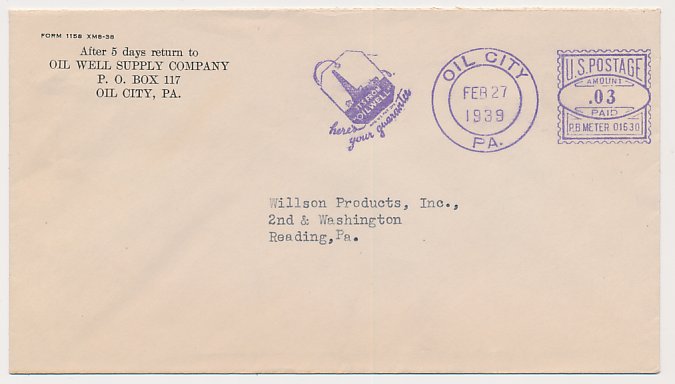 FORM 1158 XM8-38
After 5 days return to
OIL WELL SUPPLY COMPANY
P. O. BOX 117
OIL CITY, PA.
OILWELL
here's
your guarantee
OIL CITY
FEB 27
1939
PA.
U.S. POSTAGE
AMOUNT
.03
PAID
P.B. METER 01630
Willson Products, Inc.,
2nd & Washington
Reading, Pa.